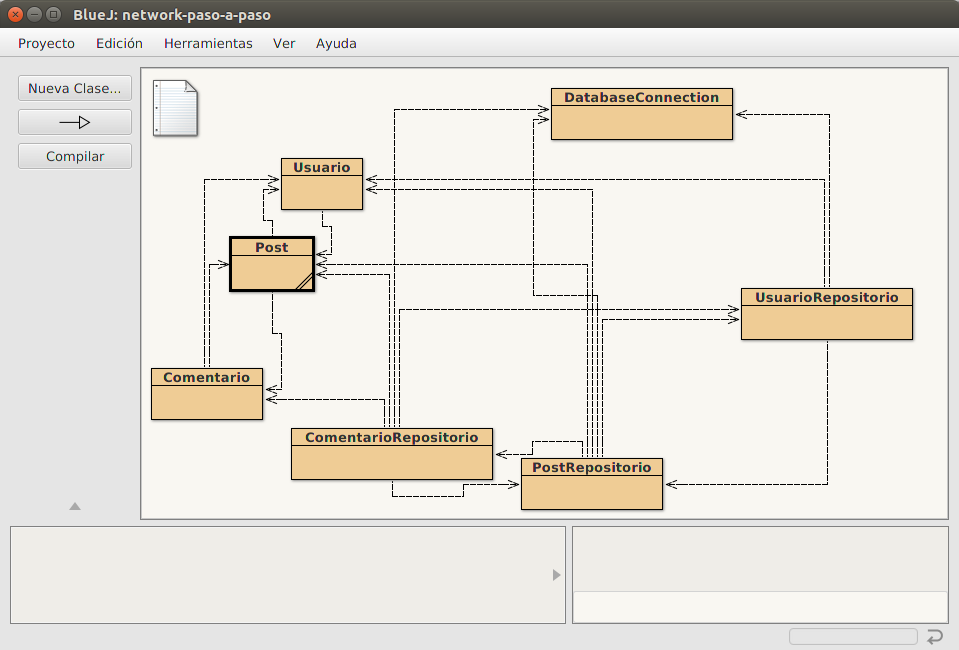 BlueJ: network-paso-a-paso
Proyecto Edición Herramientas Ver Ayuda
Nueva Clase...
Compilar
DatabaseConnection
Usuario
Post
UsuarioRepositorio
Comentario
ComentarioRepositorio
PostRepositorio